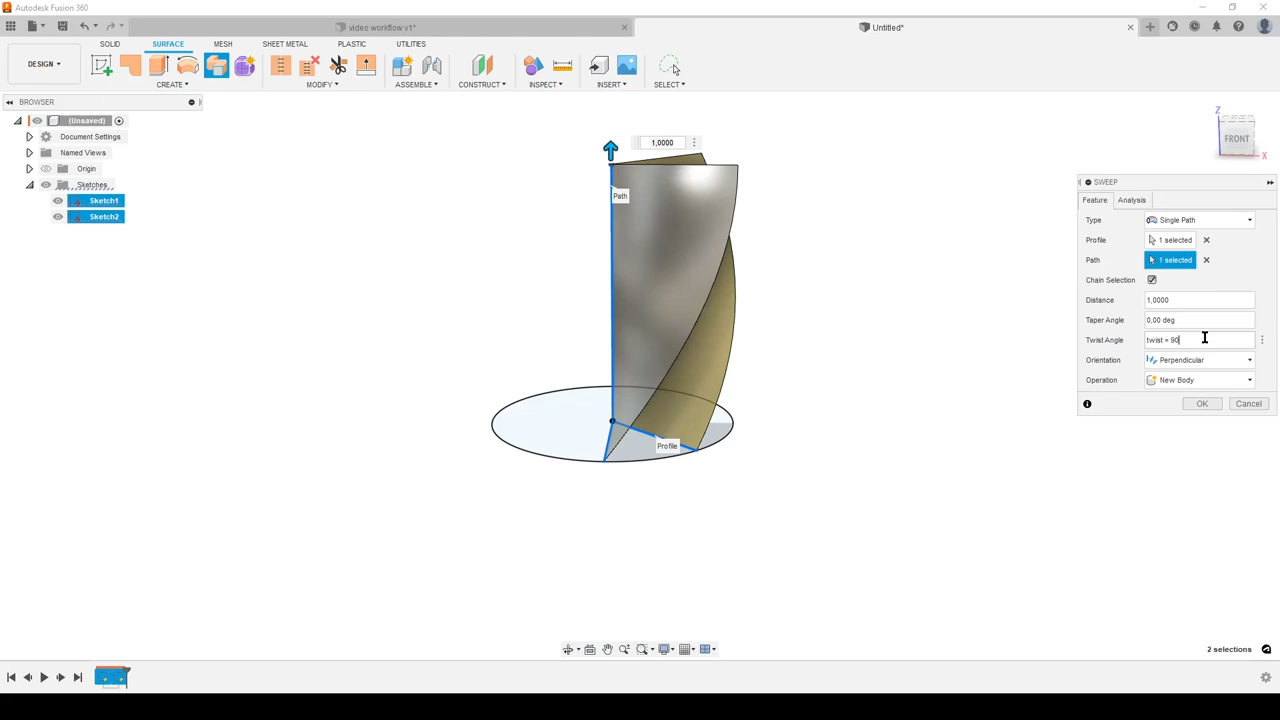 Autodesk Fusion 360
video workflow v1*
Untitled*
DESIGN
SOLID
SURFACE
MESH
SHEET METAL
PLASTIC
UTILITIES
CREATE
MODIFY
ASSEMBLE
CONSTRUCT
INSPECT
INSERT
SELECT
BROWSER
(Unsaved)
Document Settings
Named Views
Origin
Sketches
Sketch1
Sketch2
1,0000
Path
Profile
Z
FRONT
X
SWEEP
Feature
Analysis
Type
Single Path
Profile
1 selected
Path
1 selected
Chain Selection
Distance
1,0000
Taper Angle
0,00 deg
Twist Angle
twist = 90
Orientation
Perpendicular
Operation
New Body
OK
Cancel
2 selections